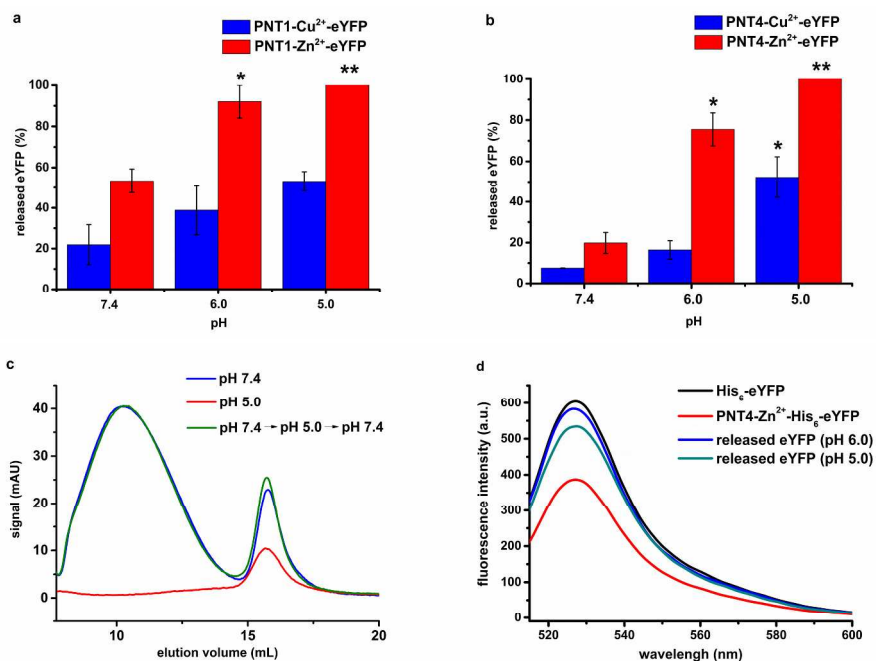 a
PNT1-Cu²⁺-eYFP
PNT1-Zn²⁺-eYFP
released eYFP (%)
100
80
60
40
20
0
*
**
7.4
6.0
5.0
pH
b
PNT4-Cu²⁺-eYFP
PNT4-Zn²⁺-eYFP
released eYFP (%)
100
80
60
40
20
0
*
*
**
7.4
6.0
5.0
pH
c
pH 7.4
pH 5.0
pH 7.4→pH 5.0→pH 7.4
signal (mAU)
40
30
20
10
0
10
15
20
elution volume (mL)
d
His₆-eYFP
PNT4-Zn²⁺-His₆-eYFP
released eYFP (pH 6.0)
released eYFP (pH 5.0)
fluorescence intensity (a.u.)
600
500
400
300
200
100
0
520
540
560
580
600
wavelengh (nm)